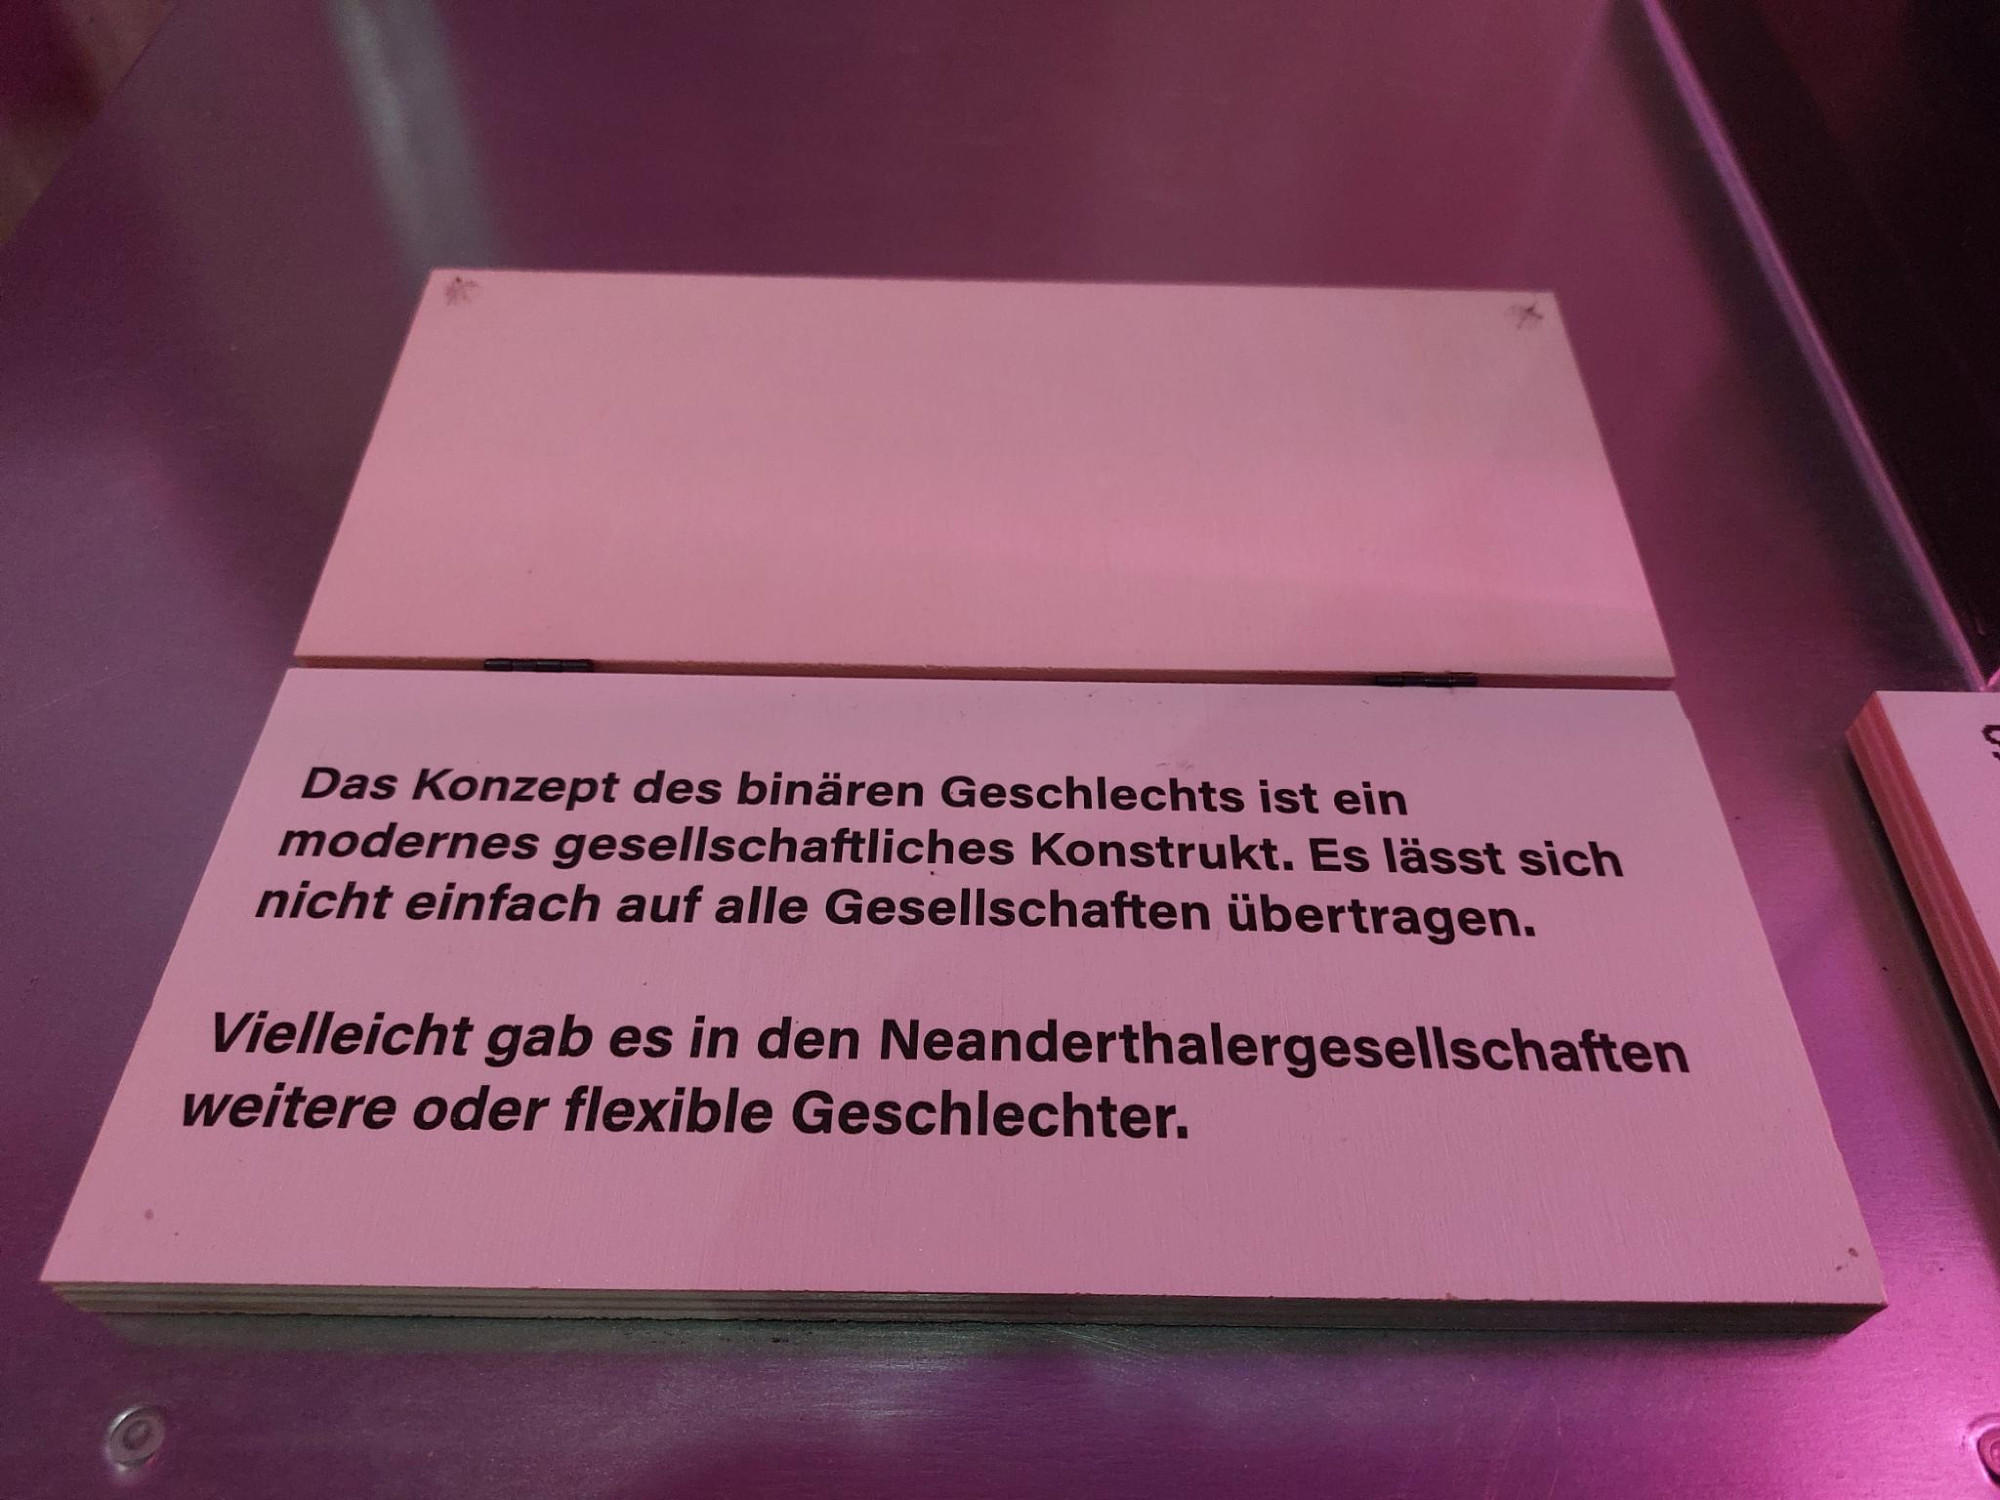 Das Konzept des binären Geschlechts ist ein
modernes gesellschaftliches Konstrukt. Es lässt sich
nicht einfach auf alle Gesellschaften übertragen.
Vielleicht gab es in den Neanderthalergesellschaften
weitere oder flexible Geschlechter.